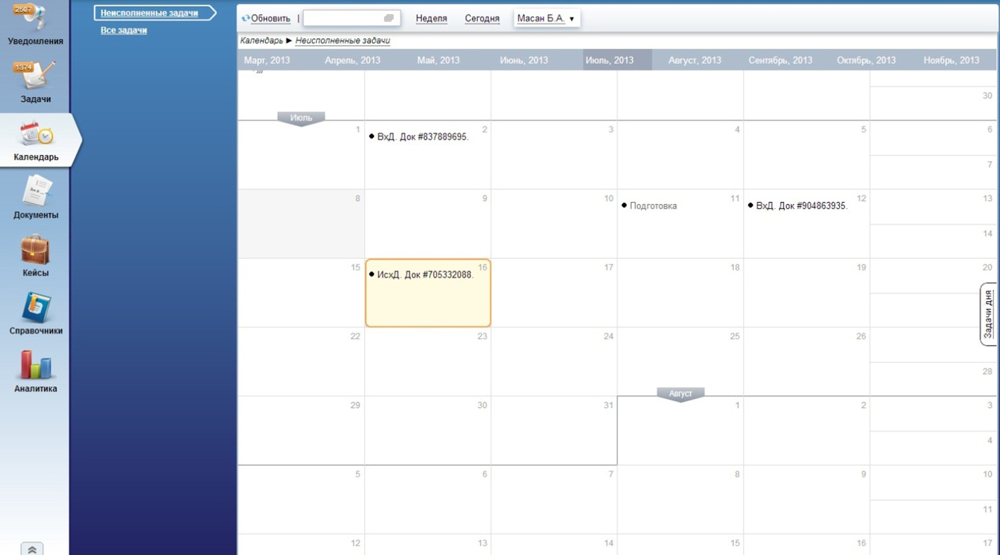 2507
Уведомления
1374
Задачи
Календарь
Документы
Кейсы
Справочники
Аналитика
Неисполненные задачи
Все задачи
Обновить | Неделя Сегодня Масан Б.А. ▼
Календарь ► Неисполненные задачи
Март, 2013 Апрель, 2013 Май, 2013 Июнь, 2013 Июль, 2013 Август, 2013 Сентябрь, 2013 Октябрь, 2013 Ноябрь, 2013
30
Июль
1 2 3 4 5 6
• ВхД. Док #837889695.
7
8 9 10 11 12 13
• Подготовка • ВхД. Док #904863935.
14
15 16 17 18 19 20
• ИсхД. Док #705332088.
Задачи дня
22 23 24 25 26
28
Август
29 30 31 1 2 3
4
5 6 7 8 9 10
11
12 13 14 15 16 17